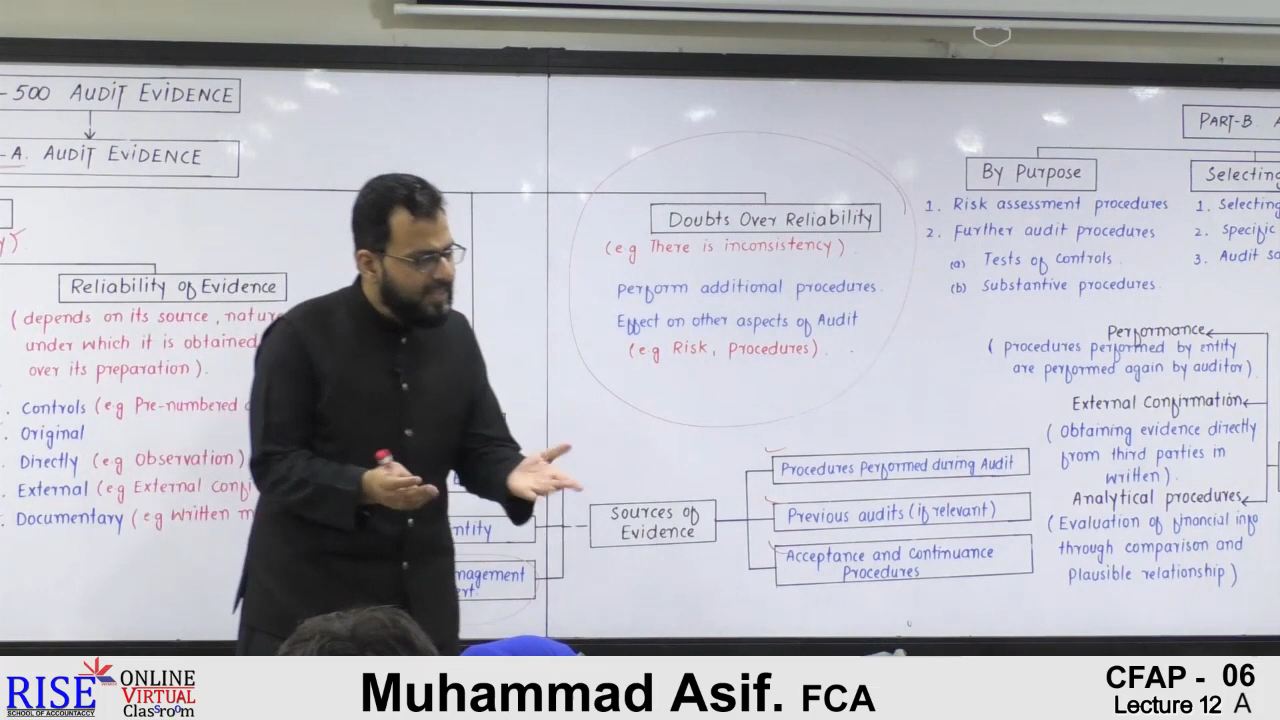 - 500 AUDIT EVIDENCE
-A. AUDIT EVIDENCE
Reliability of Evidence
(depends on its source, nature
under which it is obtained
over its preparation).
. Controls (e.g Pre-numbered
. Original
. Directly (e.g Observation)
. External (e.g External
. Documentary (e.g written
Doubts Over Reliability
(e.g There is inconsistency).
perform additional procedures.
Effect on other aspects of Audit
(e.g Risk, Procedures).
Sources of
Evidence
Procedures Performed during Audit
Previous audits (if relevant)
Acceptance and Continuance
Procedures
PART-B
By Purpose
1. Risk assessment procedures
2. Further audit procedures
(a) Tests of controls.
(b) Substantive procedures.
Selecting
1. Selecting
2. Specific
3. Audit
Performance
( procedures performed by entity
are performed again by auditor).
External Confirmation
( Obtaining evidence directly
from third parties in
written).
Analytical procedures
(Evaluation of financial info
through comparison and
plausible relationship)
RISE
SCHOOL OF ACCOUNTANCY
ONLINE
VIRTUAL
Classroom
Muhammad Asif. FCA
CFAP - 06
Lecture 12 A